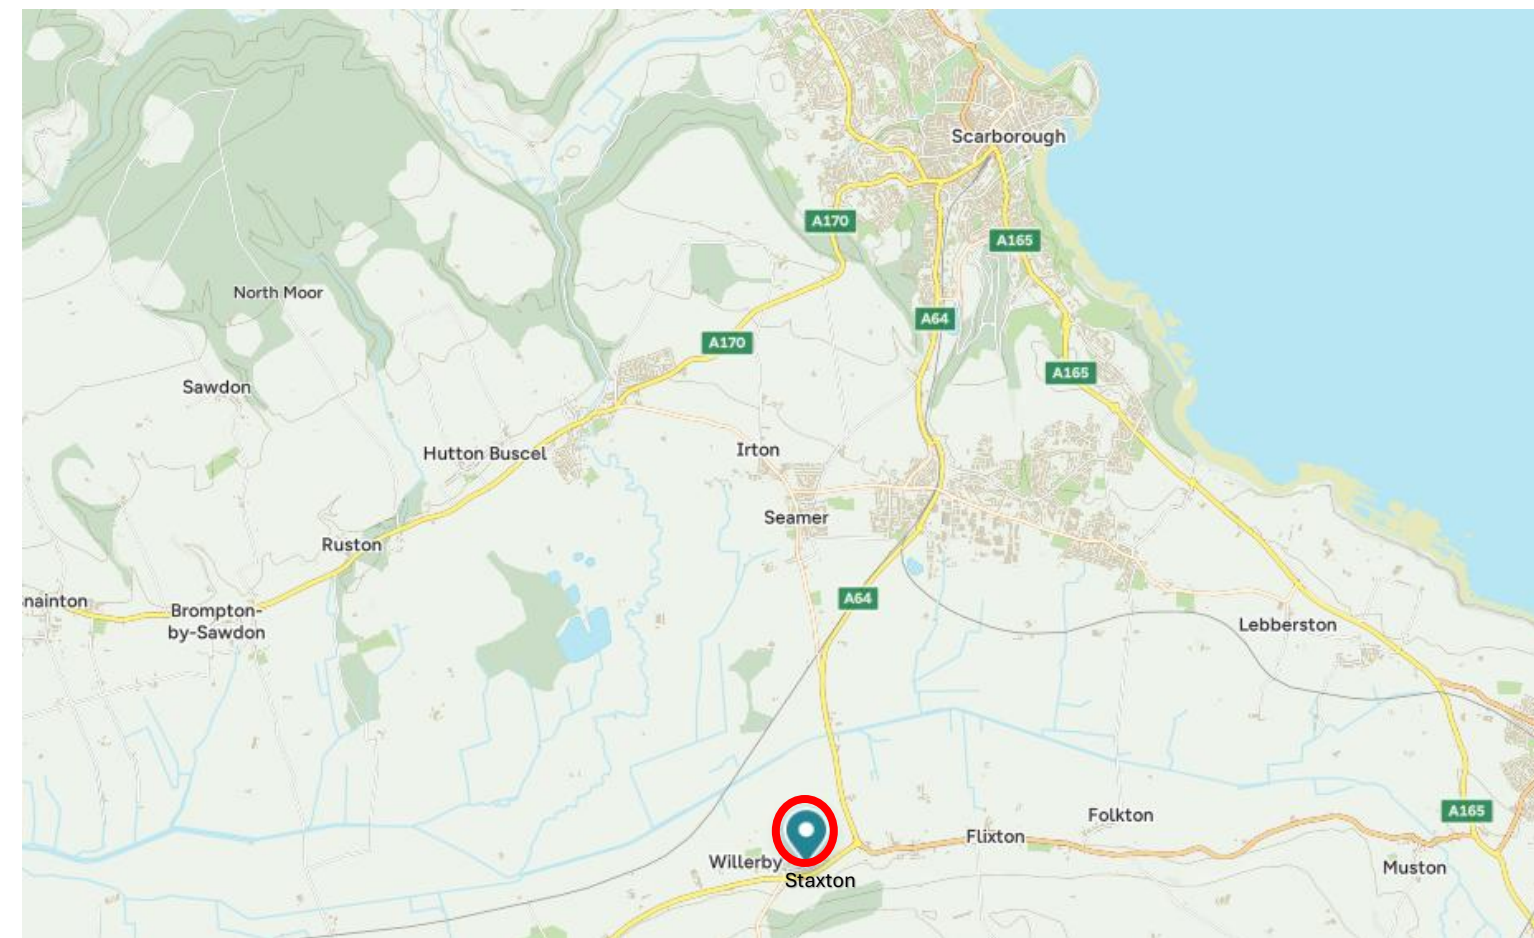 Scarborough
A170
A165
North Moor
A64
A170
A165
Sawdon
Hutton Buscel
Irton
Seamer
Ruston
nainton
Brompton-
by-Sawdon
A64
Lebberston
A165
Folkton
Flixton
Willerby
Muston
Staxton